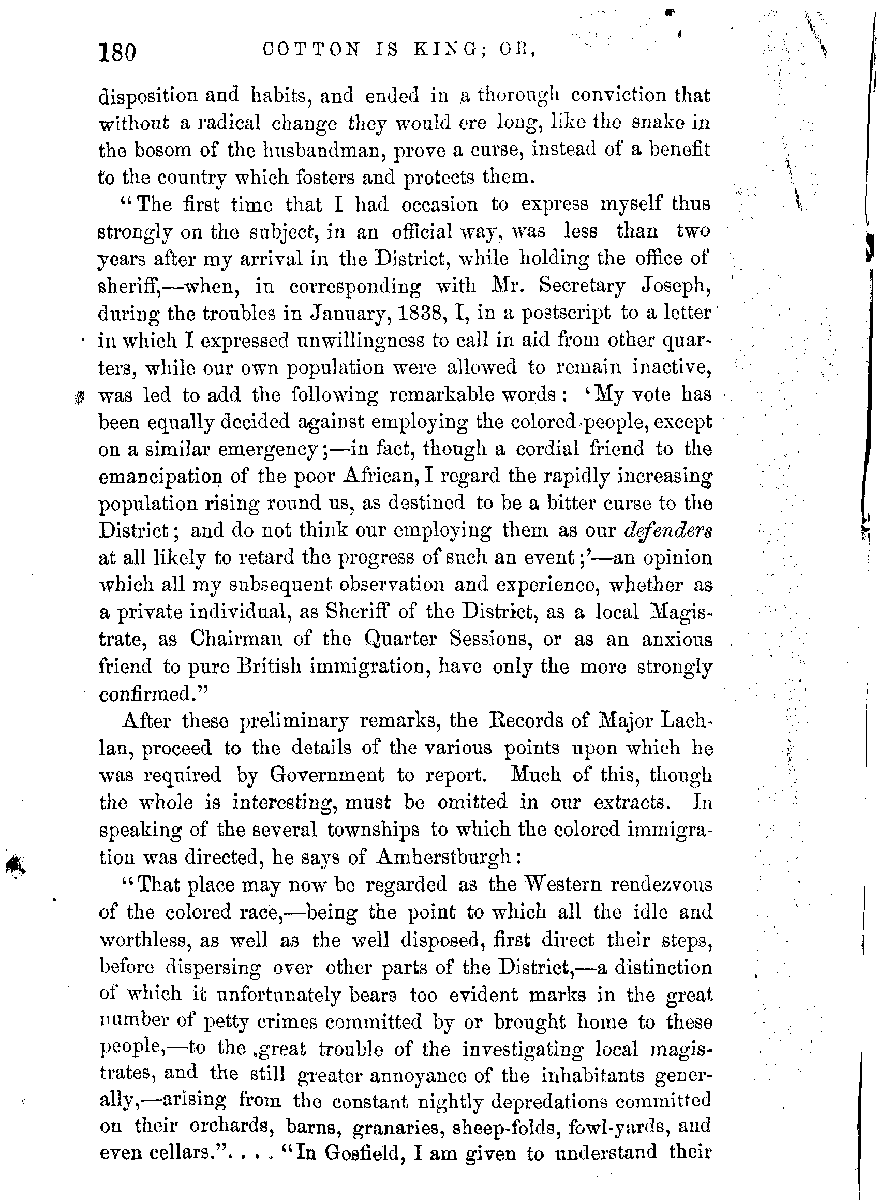 180 COTTON IS KING; OR,
disposition and habits, and ended in a thorough conviction that
without a radical change they would ere long, like the snake in
the bosom of the husbandman, prove a curse, instead of a benefit
to the country which fosters and protects them.
“The first time that I had occasion to express myself thus
strongly on the subject, in an official way, was less than two
years after my arrival in the District, while holding the office of
sheriff,—when, in corresponding with Mr. Secretary Joseph,
during the troubles in January, 1838, I, in a postscript to a letter
in which I expressed unwillingness to call in aid from other quar-
ters, while our own population were allowed to remain inactive,
was led to add the following remarkable words: ‘My vote has
been equally decided against employing the colored people, except
on a similar emergency;—in fact, though a cordial friend to the
emancipation of the poor African, I regard the rapidly increasing
population rising round us, as destined to be a bitter curse to the
District; and do not think our employing them as our defenders
at all likely to retard the progress of such an event;’—an opinion
which all my subsequent observation and experience, whether as
a private individual, as Sheriff of the District, as a local Magis-
trate, as Chairman of the Quarter Sessions, or as an anxious
friend to pure British immigration, have only the more strongly
confirmed.”
After these preliminary remarks, the Records of Major Lach-
lan, proceed to the details of the various points upon which he
was required by Government to report. Much of this, though
the whole is interesting, must be omitted in our extracts. In
speaking of the several townships to which the colored immigra-
tion was directed, he says of Amherstburgh:
“That place may now be regarded as the Western rendezvous
of the colored race,—being the point to which all the idle and
worthless, as well as the well disposed, first direct their steps,
before dispersing over other parts of the District,—a distinction
of which it unfortunately bears too evident marks in the great
number of petty crimes committed by or brought home to these
people,—to the great trouble of the investigating local magis-
trates, and the still greater annoyance of the inhabitants gener-
ally,—arising from the constant nightly depredations committed
on their orchards, barns, granaries, sheep-folds, fowl-yards, and
even cellars.”.... “In Gosfield, I am given to understand their